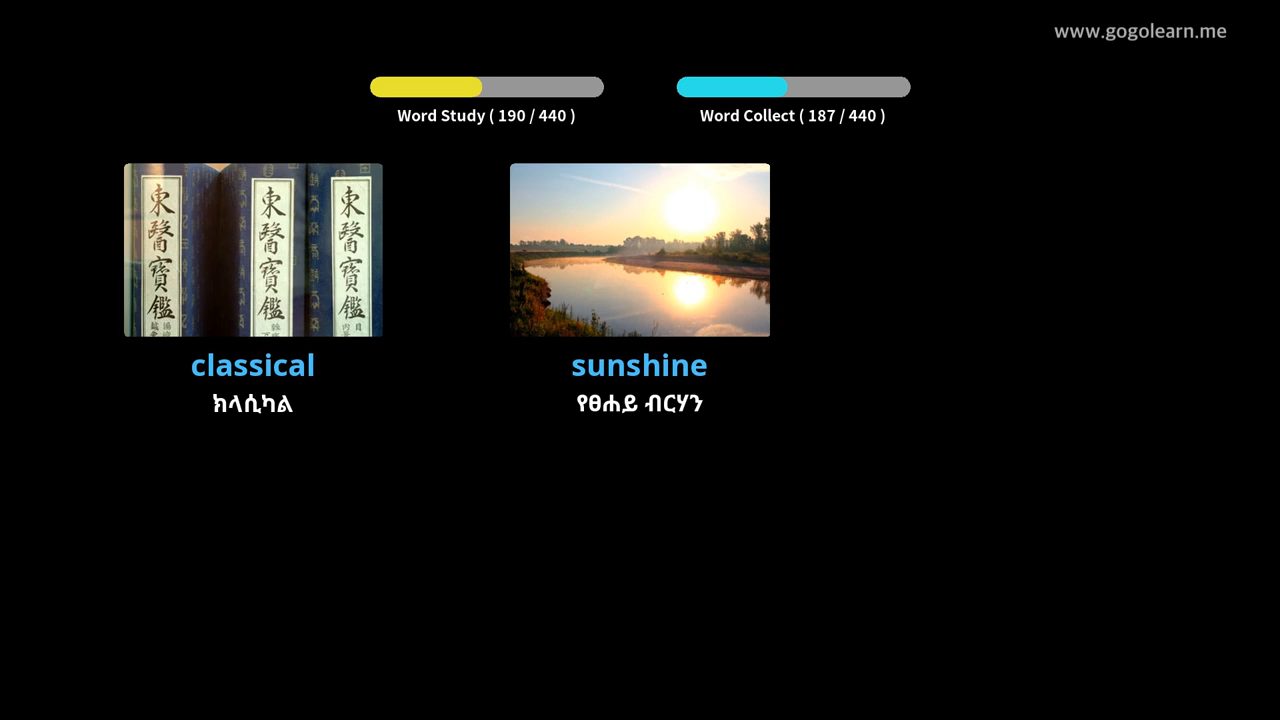 www.gogolearn.me
Word Study ( 190 / 440 )
Word Collect ( 187 / 440 )
東醫寶鑑
東醫寶鑑
東醫寶鑑
classical
ክላሲካል
sunshine
የፀሐይ ብርሃን